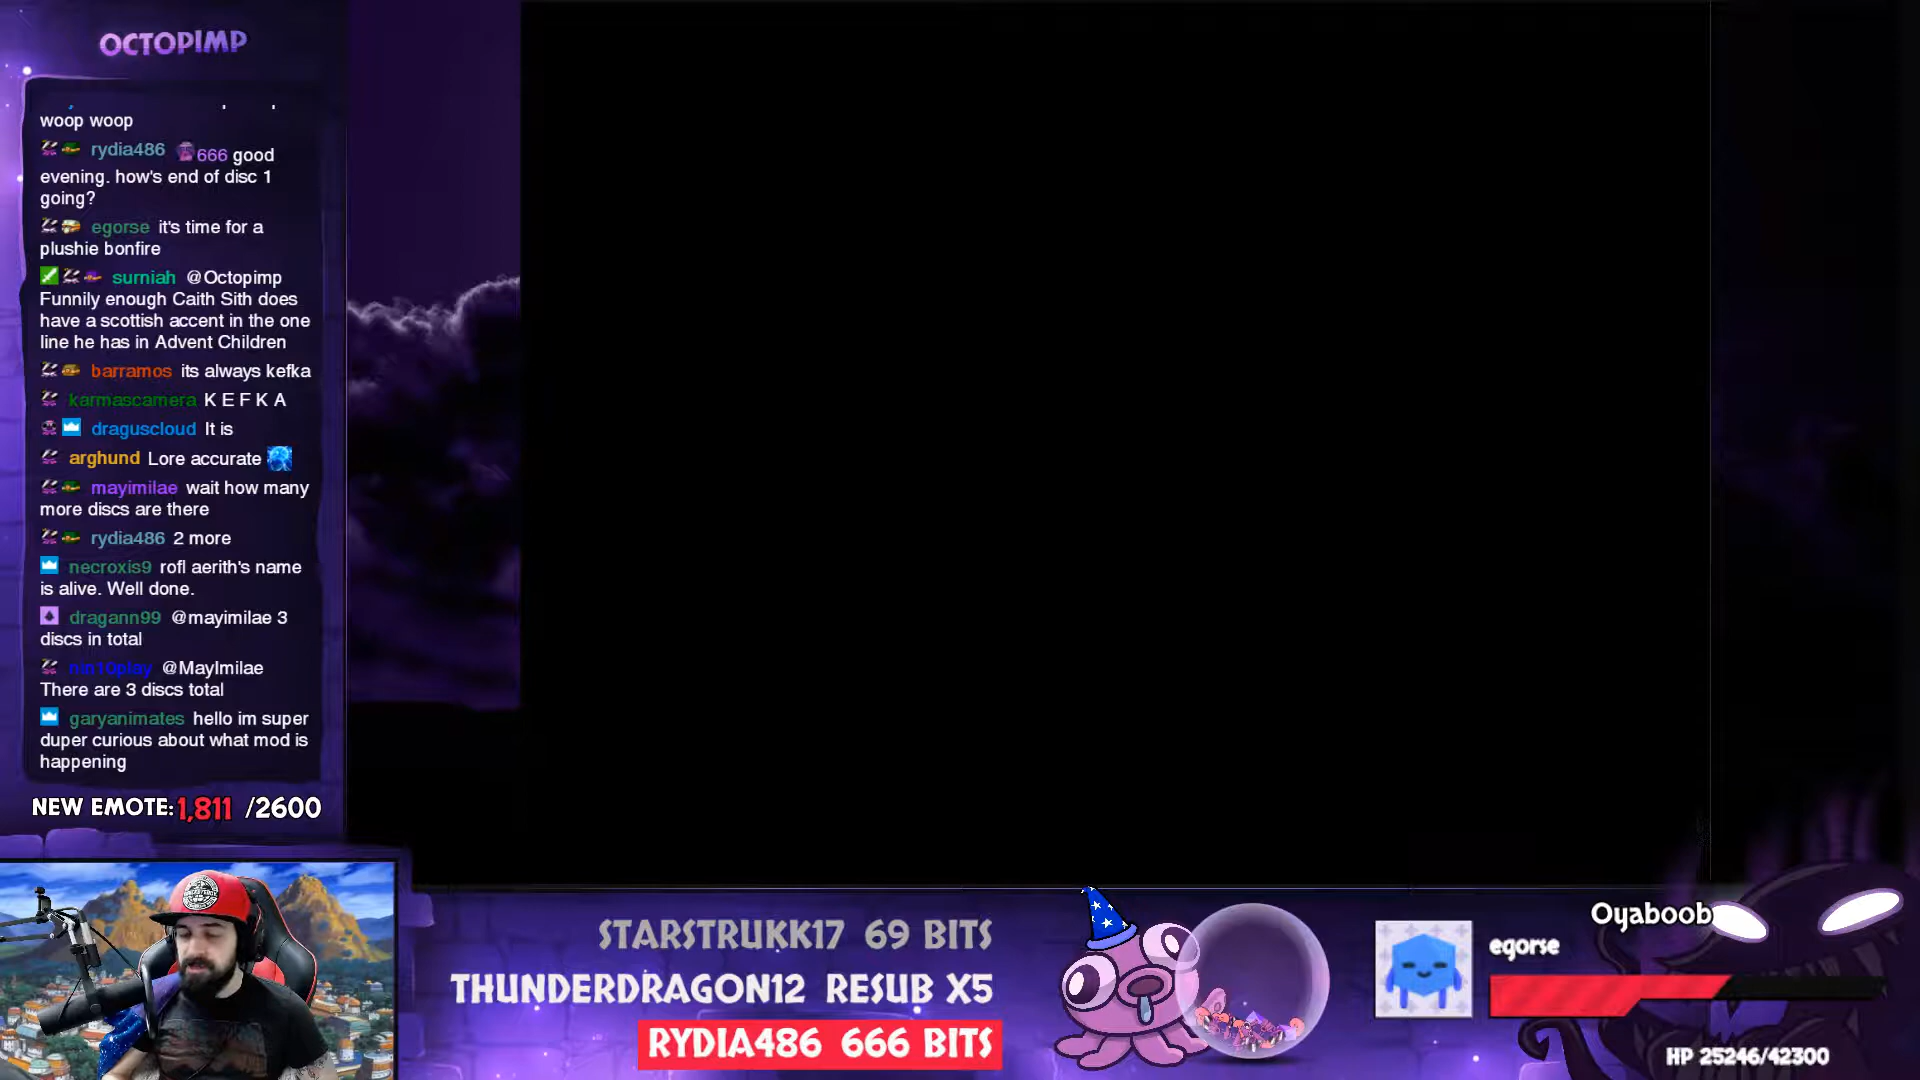 OCTOPIMP
woop woop
rydia486 666 good
evening. how's end of disc 1
going?
egorse it's time for a
plushie bonfire
surniah @Octopimp
Funnily enough Caith Sith does
have a scottish accent in the one
line he has in Advent Children
barramos its always kefka
karmascamera K E F K A
draguscloud It is
arghund Lore accurate
mayimilae wait how many
more discs are there
rydia486 2 more
necroxis9 rofl aerith's name
is alive. Well done.
dragann99 @mayimilae 3
discs in total
nin10play @MayImilae
There are 3 discs total
garyanimates hello im super
duper curious about what mod is
happening
NEW EMOTE: 1,811 /2600
STARSTRUKK17 69 BITS
THUNDERDRAGON12 RESUB X5
RYDIA486 666 BITS
Oyaboob
egorse
HP 25246/42300